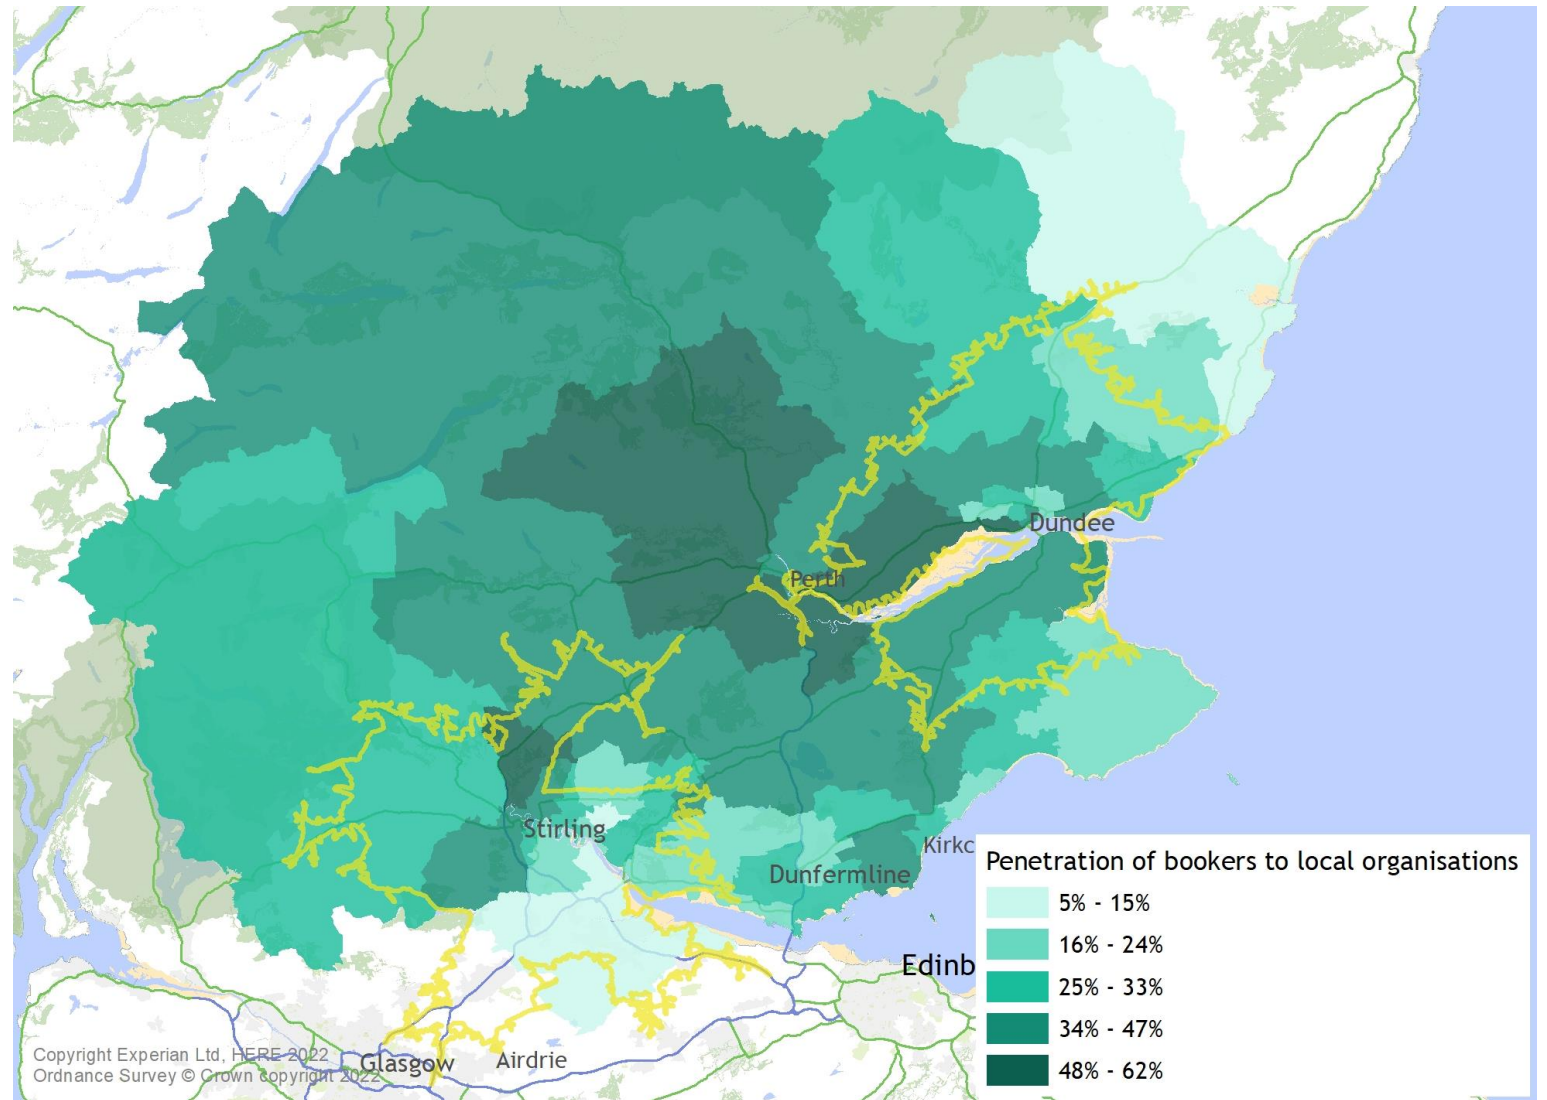 Dundee
Perth
Stirling
Kirkc
Dunfermline
Edinb
Glasgow
Airdrie
Penetration of bookers to local organisations
5% - 15%
16% - 24%
25% - 33%
34% - 47%
48% - 62%
Copyright Experian Ltd, HERE 2022
Ordnance Survey © Crown copyright 2022